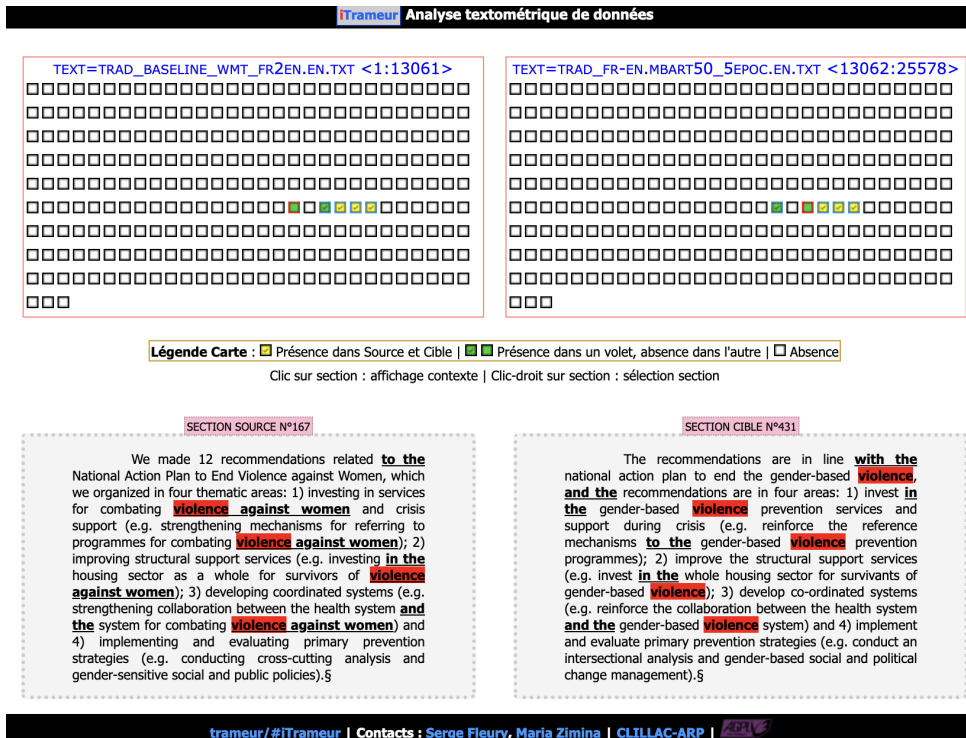 iTrameur Analyse textométrique de données
TEXT=TRAD_BASELINE_WMT_FR2EN.EN.TXT <1:13061>
TEXT=TRAD_FR-EN.MBART50_5EPOC.EN.TXT <13062:25578>
Légende Carte : Présence dans Source et Cible | Présence dans un volet, absence dans l'autre | Absence
Clic sur section : affichage contexte | Clic-droit sur section : sélection section
SECTION SOURCE N°167
We made 12 recommendations related to the
National Action Plan to End Violence against Women, which
we organized in four thematic areas: 1) investing in services
for combating violence against women and crisis
support (e.g. strengthening mechanisms for referring to
programmes for combating violence against women); 2)
improving structural support services (e.g. investing in the
housing sector as a whole for survivors of violence
against women); 3) developing coordinated systems (e.g.
strengthening collaboration between the health system and
the system for combating violence against women) and
4) implementing and evaluating primary prevention
strategies (e.g. conducting cross-cutting analysis and
gender-sensitive social and public policies).§
SECTION CIBLE N°431
The recommendations are in line with the
national action plan to end the gender-based violence,
and the recommendations are in four areas: 1) invest in
the gender-based violence prevention services and
support during crisis (e.g. reinforce the reference
mechanisms to the gender-based violence prevention
programmes); 2) improve the structural support services
(e.g. invest in the whole housing sector for survivants of
gender-based violence); 3) develop co-ordinated systems
(e.g. reinforce the collaboration between the health system
and the gender-based violence system) and 4) implement
and evaluate primary prevention strategies (e.g. conduct an
intersectional analysis and gender-based social and political
change management).§
trameur/#iTrameur | Contacts : Serge Fleury, Maria Zimina | CLILLAC-ARP |